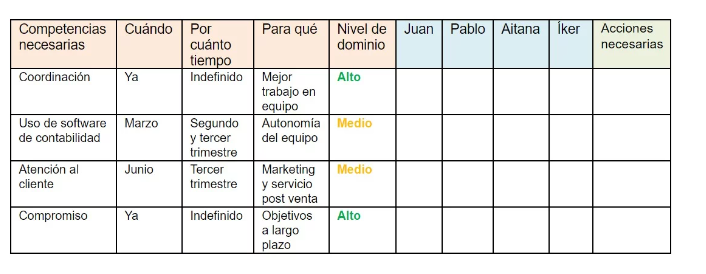 Competencias necesarias | Cuándo | Por cuánto tiempo | Para qué | Nivel de dominio | Juan | Pablo | Aitana | Íker | Acciones necesarias
Coordinación | Ya | Indefinido | Mejor trabajo en equipo | Alto
Uso de software de contabilidad | Marzo | Segundo y tercer trimestre | Autonomía del equipo | Medio
Atención al cliente | Junio | Tercer trimestre | Marketing y servicio post venta | Medio
Compromiso | Ya | Indefinido | Objetivos a largo plazo | Alto